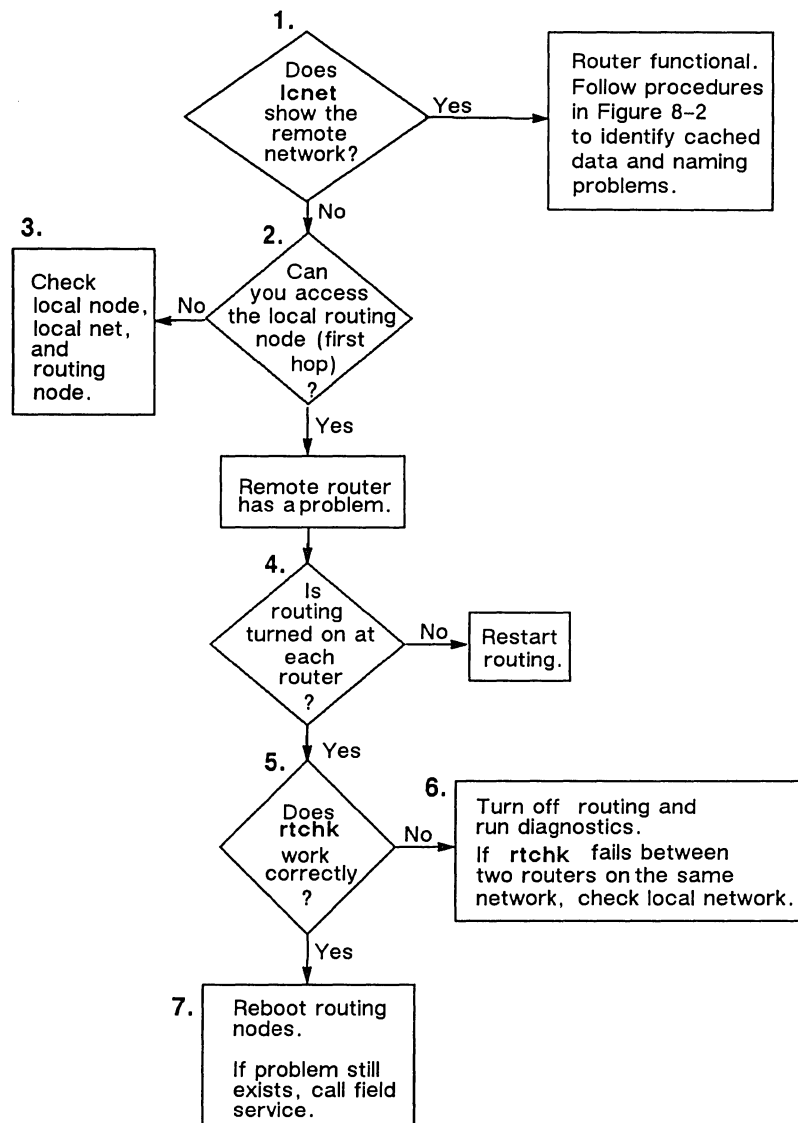 1.
Does
lcnet
show the
remote
network?
Yes
Router functional.
Follow procedures
in Figure 8-2
to identify cached
data and naming
problems.
No
2.
Can
you access
the local routing
node (first
hop)
?
No
3.
Check
local node,
local net,
and
routing
node.
Yes
Remote router
has a problem.
4.
Is
routing
turned on at
each
router
?
No
Restart
routing.
Yes
5.
Does
rtchk
work
correctly
?
No
6.
Turn off routing and
run diagnostics.
If rtchk fails between
two routers on the same
network, check local network.
Yes
7.
Reboot routing
nodes.
If problem still
exists, call field
service.